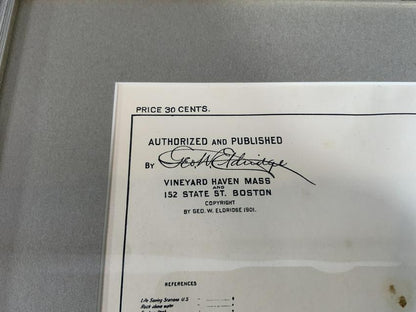 PRICE 30 CENTS.
AUTHORIZED AND PUBLISHED
BY Geo. W. Eldridge
VINEYARD HAVEN MASS
AND
152 STATE ST. BOSTON
COPYRIGHT
BY GEO. W. ELDRIDGE 1901.
REFERENCES
Life Saving Stations U.S
Rock above water